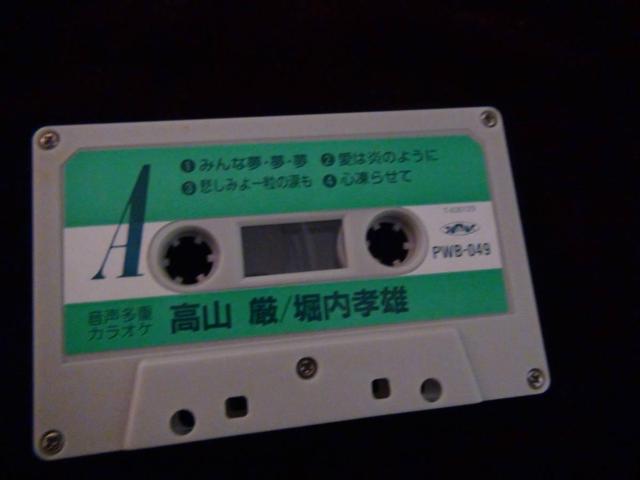 A
❶みんな夢・夢・夢 ❷愛は炎のように
❸悲しみよ一粒の涙も ❹心凍らせて
PWB-049
音声多重
カラオケ
高山 厳/堀内孝雄